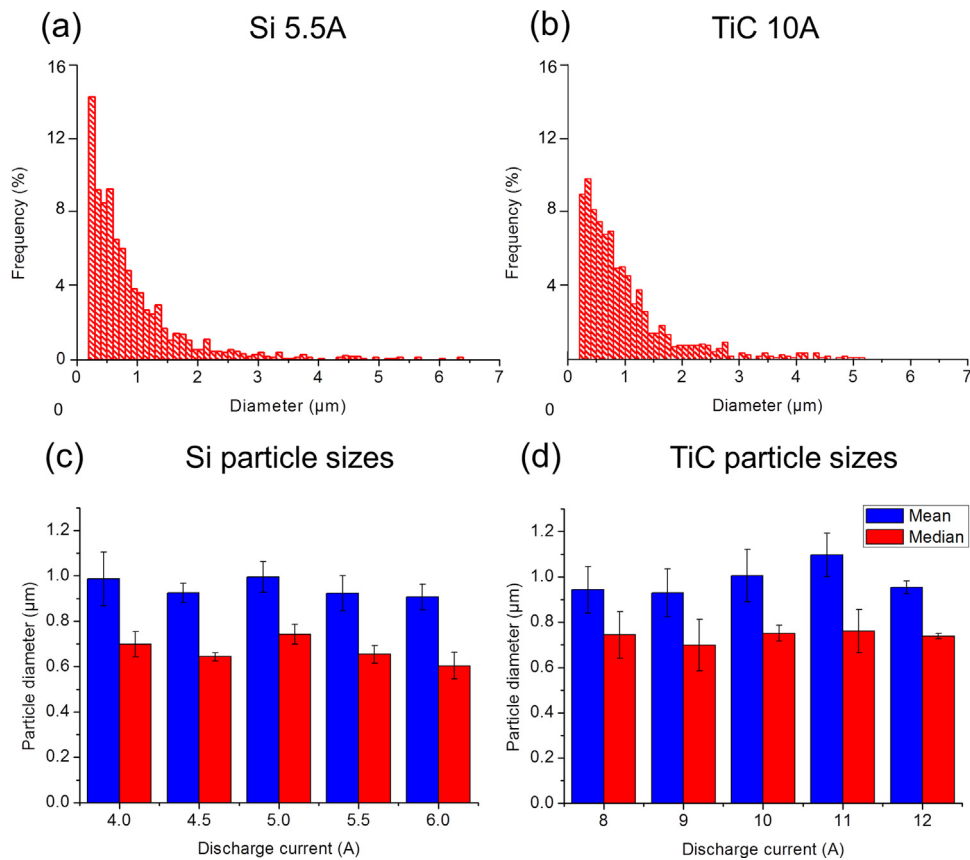 (a)
Si 5.5A
16
12
8
4
0
0
0 1 2 3 4 5 6 7
Frequency (%)
Diameter (µm)
(b)
TiC 10A
16
12
8
4
0
0
0 1 2 3 4 5 6 7
Frequency (%)
Diameter (µm)
(c)
Si particle sizes
1.2
1.0
0.8
0.6
0.4
0.2
0.0
4.0 4.5 5.0 5.5 6.0
Particle diameter (µm)
Discharge current (A)
(d)
TiC particle sizes
Mean
Median
1.2
1.0
0.8
0.6
0.4
0.2
0.0
8 9 10 11 12
Particle diameter (µm)
Discharge current (A)